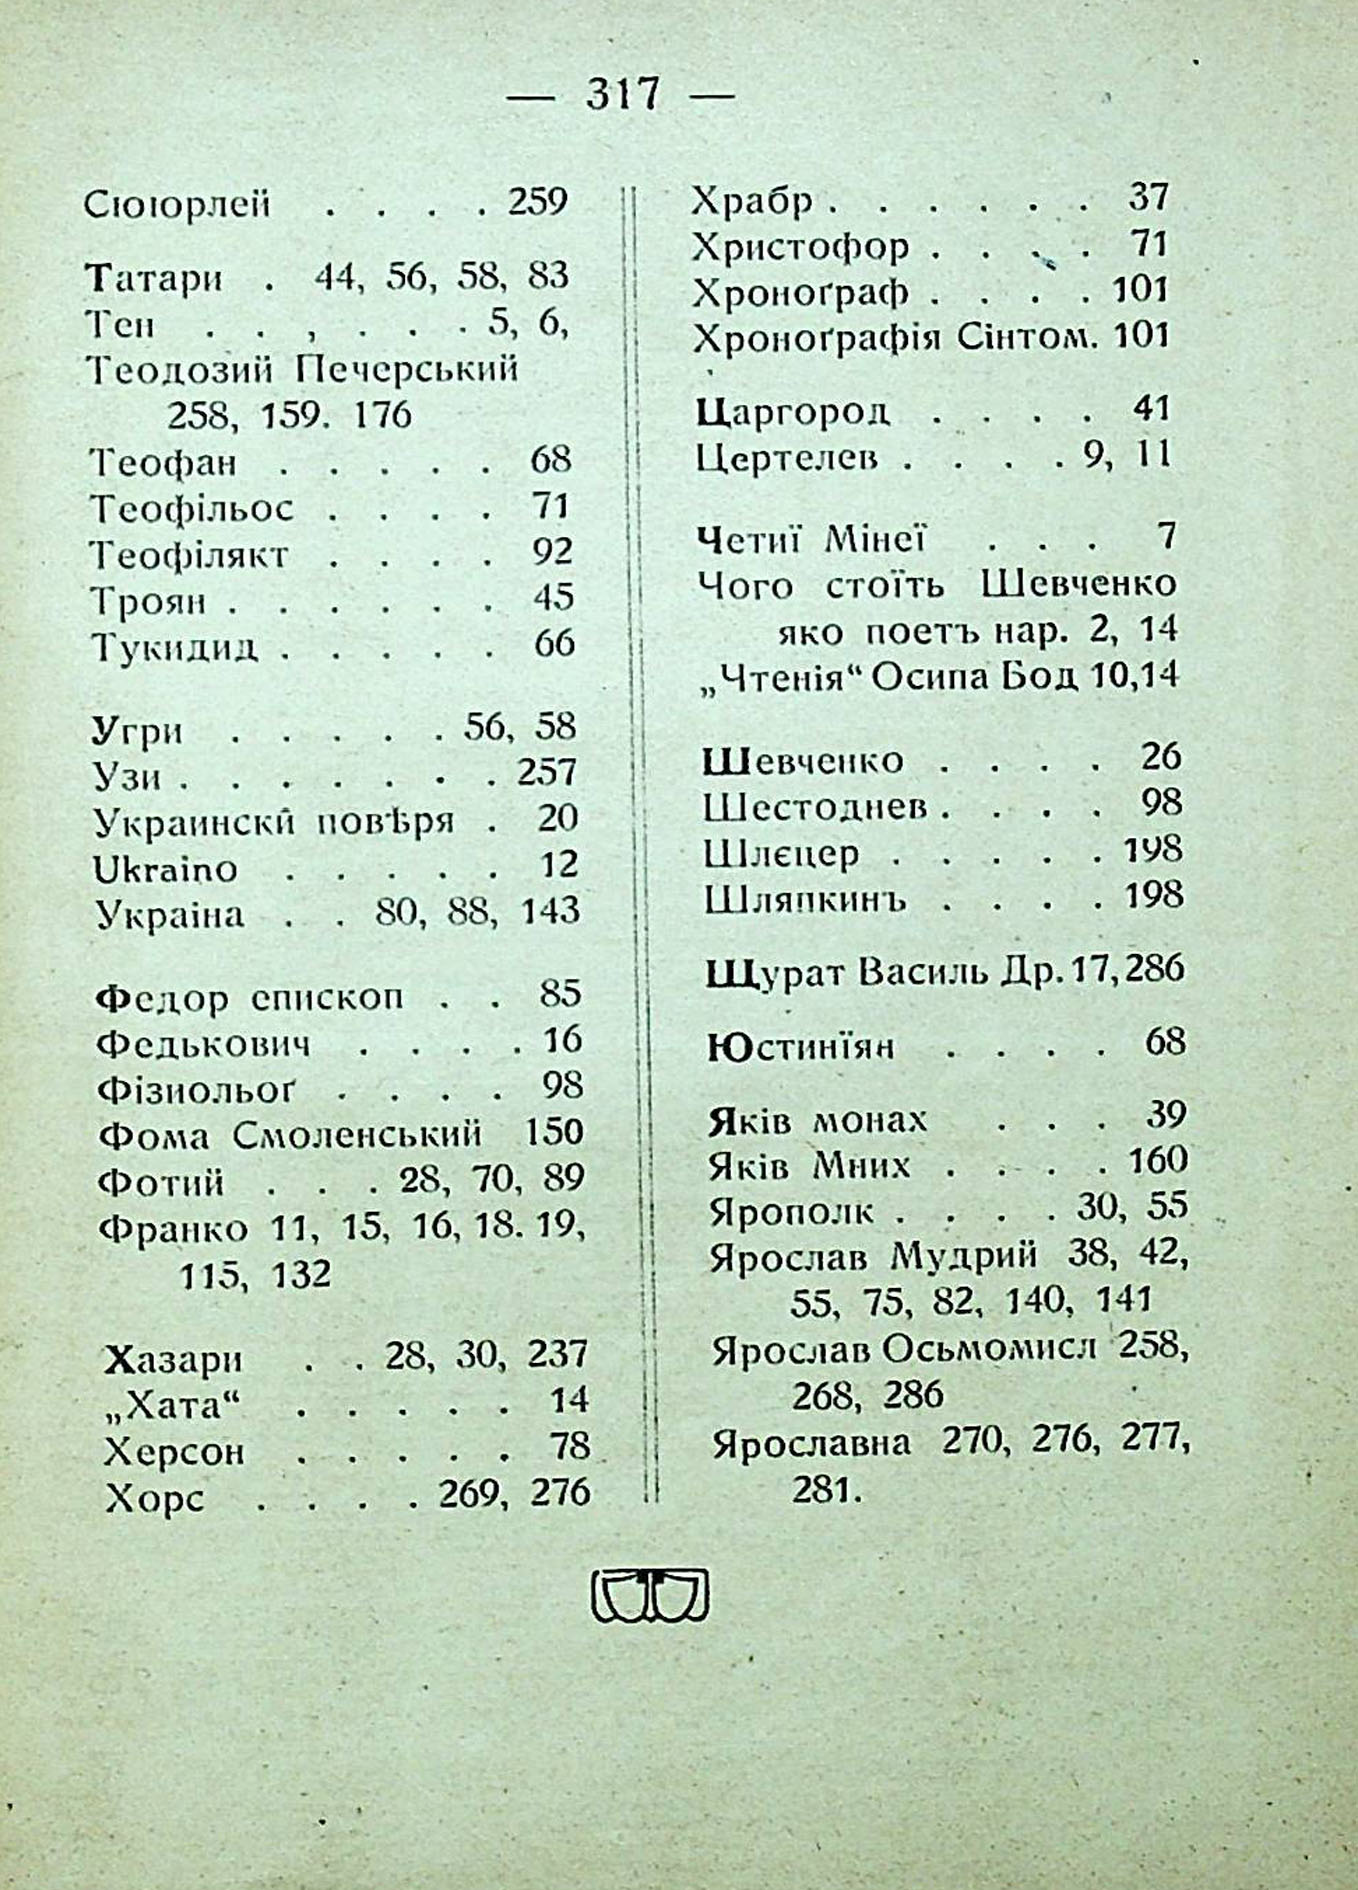 — 317 —
Сююрлей . . . . 259
Татари . 44, 56, 58, 83
Тен . . , . . . 5, 6,
Теодозий Печерський
258, 159. 176
Теофан . . . . . 68
Теофільос . . . . 71
Теофілякт . . . . 92
Троян . . . . . . 45
Тукидид . . . . . 66
Угри . . . . . 56, 58
Узи . . . . . . . 257
Украинскй повѣря . 20
Ukraino . . . . . 12
Украіна . . 80, 88, 143
Федор епископ . . 85
Федькович . . . . 16
Фізиольоґ . . . . 98
Фома Смоленський 150
Фотий . . . 28, 70, 89
Франко 11, 15, 16, 18. 19,
115, 132
Хазари . . 28, 30, 237
„Хата“ . . . . . 14
Херсон . . . . . 78
Хорс . . . . 269, 276
Храбр . . . . . . 37
Христофор . . . . 71
Хроноґраф . . . . 101
Хроноґрафія Сінтом. 101
Царгород . . . . 41
Цертелев . . . . 9, 11
Четиї Мінеї . . . 7
Чого стоїть Шевченко
яко поетъ нар. 2, 14
„Чтенія“ Осипа Бод 10,14
Шевченко . . . . 26
Шестоднев . . . . 98
Шлєцер . . . . . 198
Шляпкинъ . . . . 198
Щурат Василь Др. 17, 286
Юстинїян . . . . 68
Яків монах . . . 39
Яків Мних . . . . 160
Ярополк . . . . 30, 55
Ярослав Мудрий 38, 42,
55, 75, 82, 140, 141
Ярослав Осьмомисл 258,
268, 286
Ярославна 270, 276, 277,
281.